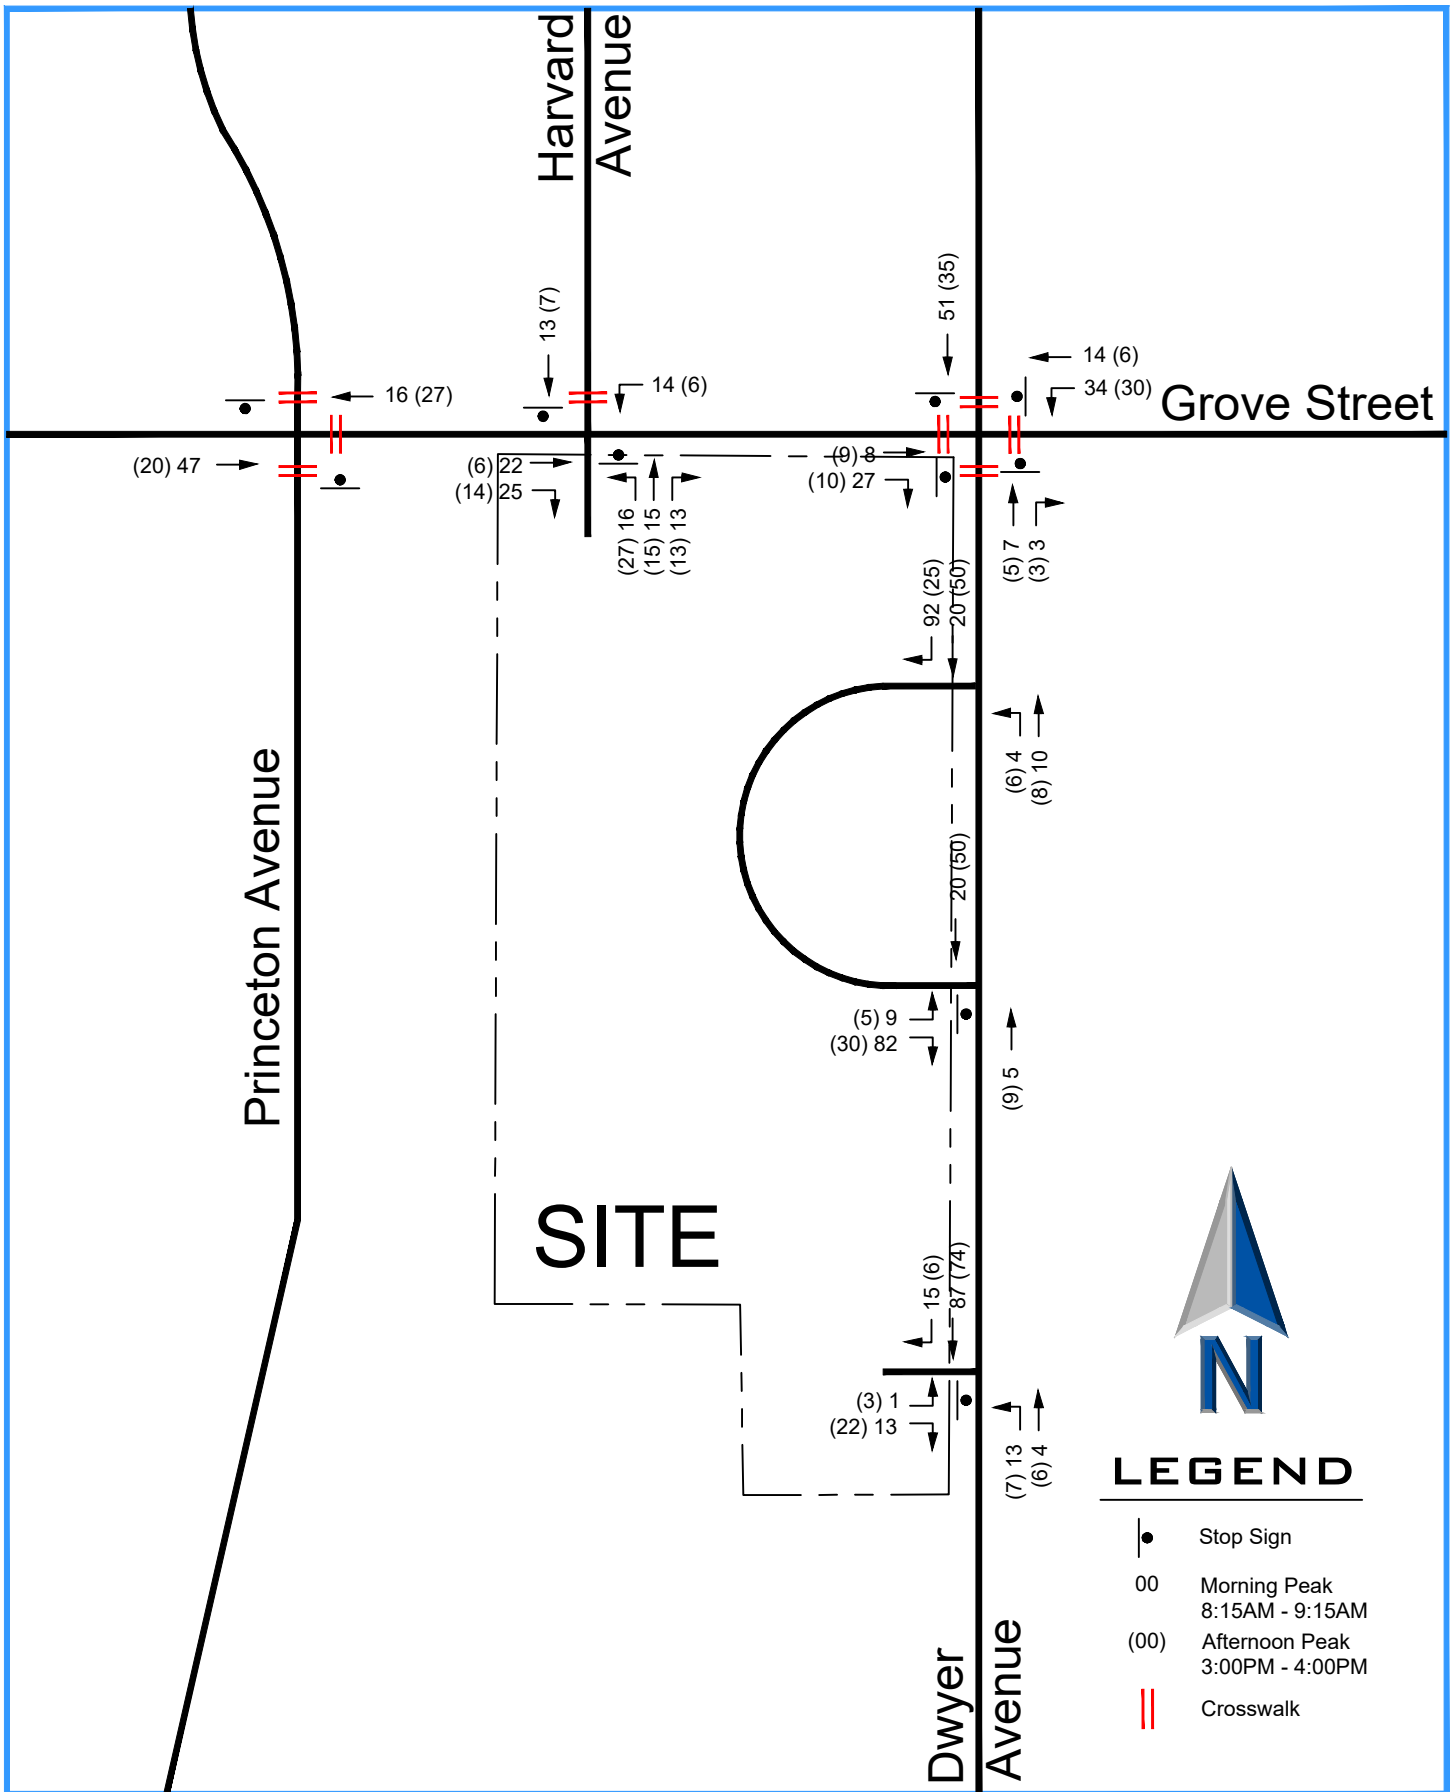 Harvard
Avenue
51 (35)
13 (7)
14 (6)
34 (30)
Grove Street
16 (27)
14 (6)
(20) 47
(6) 22
(14) 25
(9) 8
(10) 27
(27) 16
(15) 15
(13) 13
(5) 7
(3) 3
92 (25)
20 (50)
(6) 4
(8) 10
Princeton Avenue
20 (50)
(5) 9
(30) 82
(9) 5
SITE
15 (6)
87 (74)
(3) 1
(22) 13
(7) 13
(6) 4
N
LEGEND
Stop Sign
00 Morning Peak
8:15AM - 9:15AM
(00) Afternoon Peak
3:00PM - 4:00PM
Crosswalk
Dwyer
Avenue